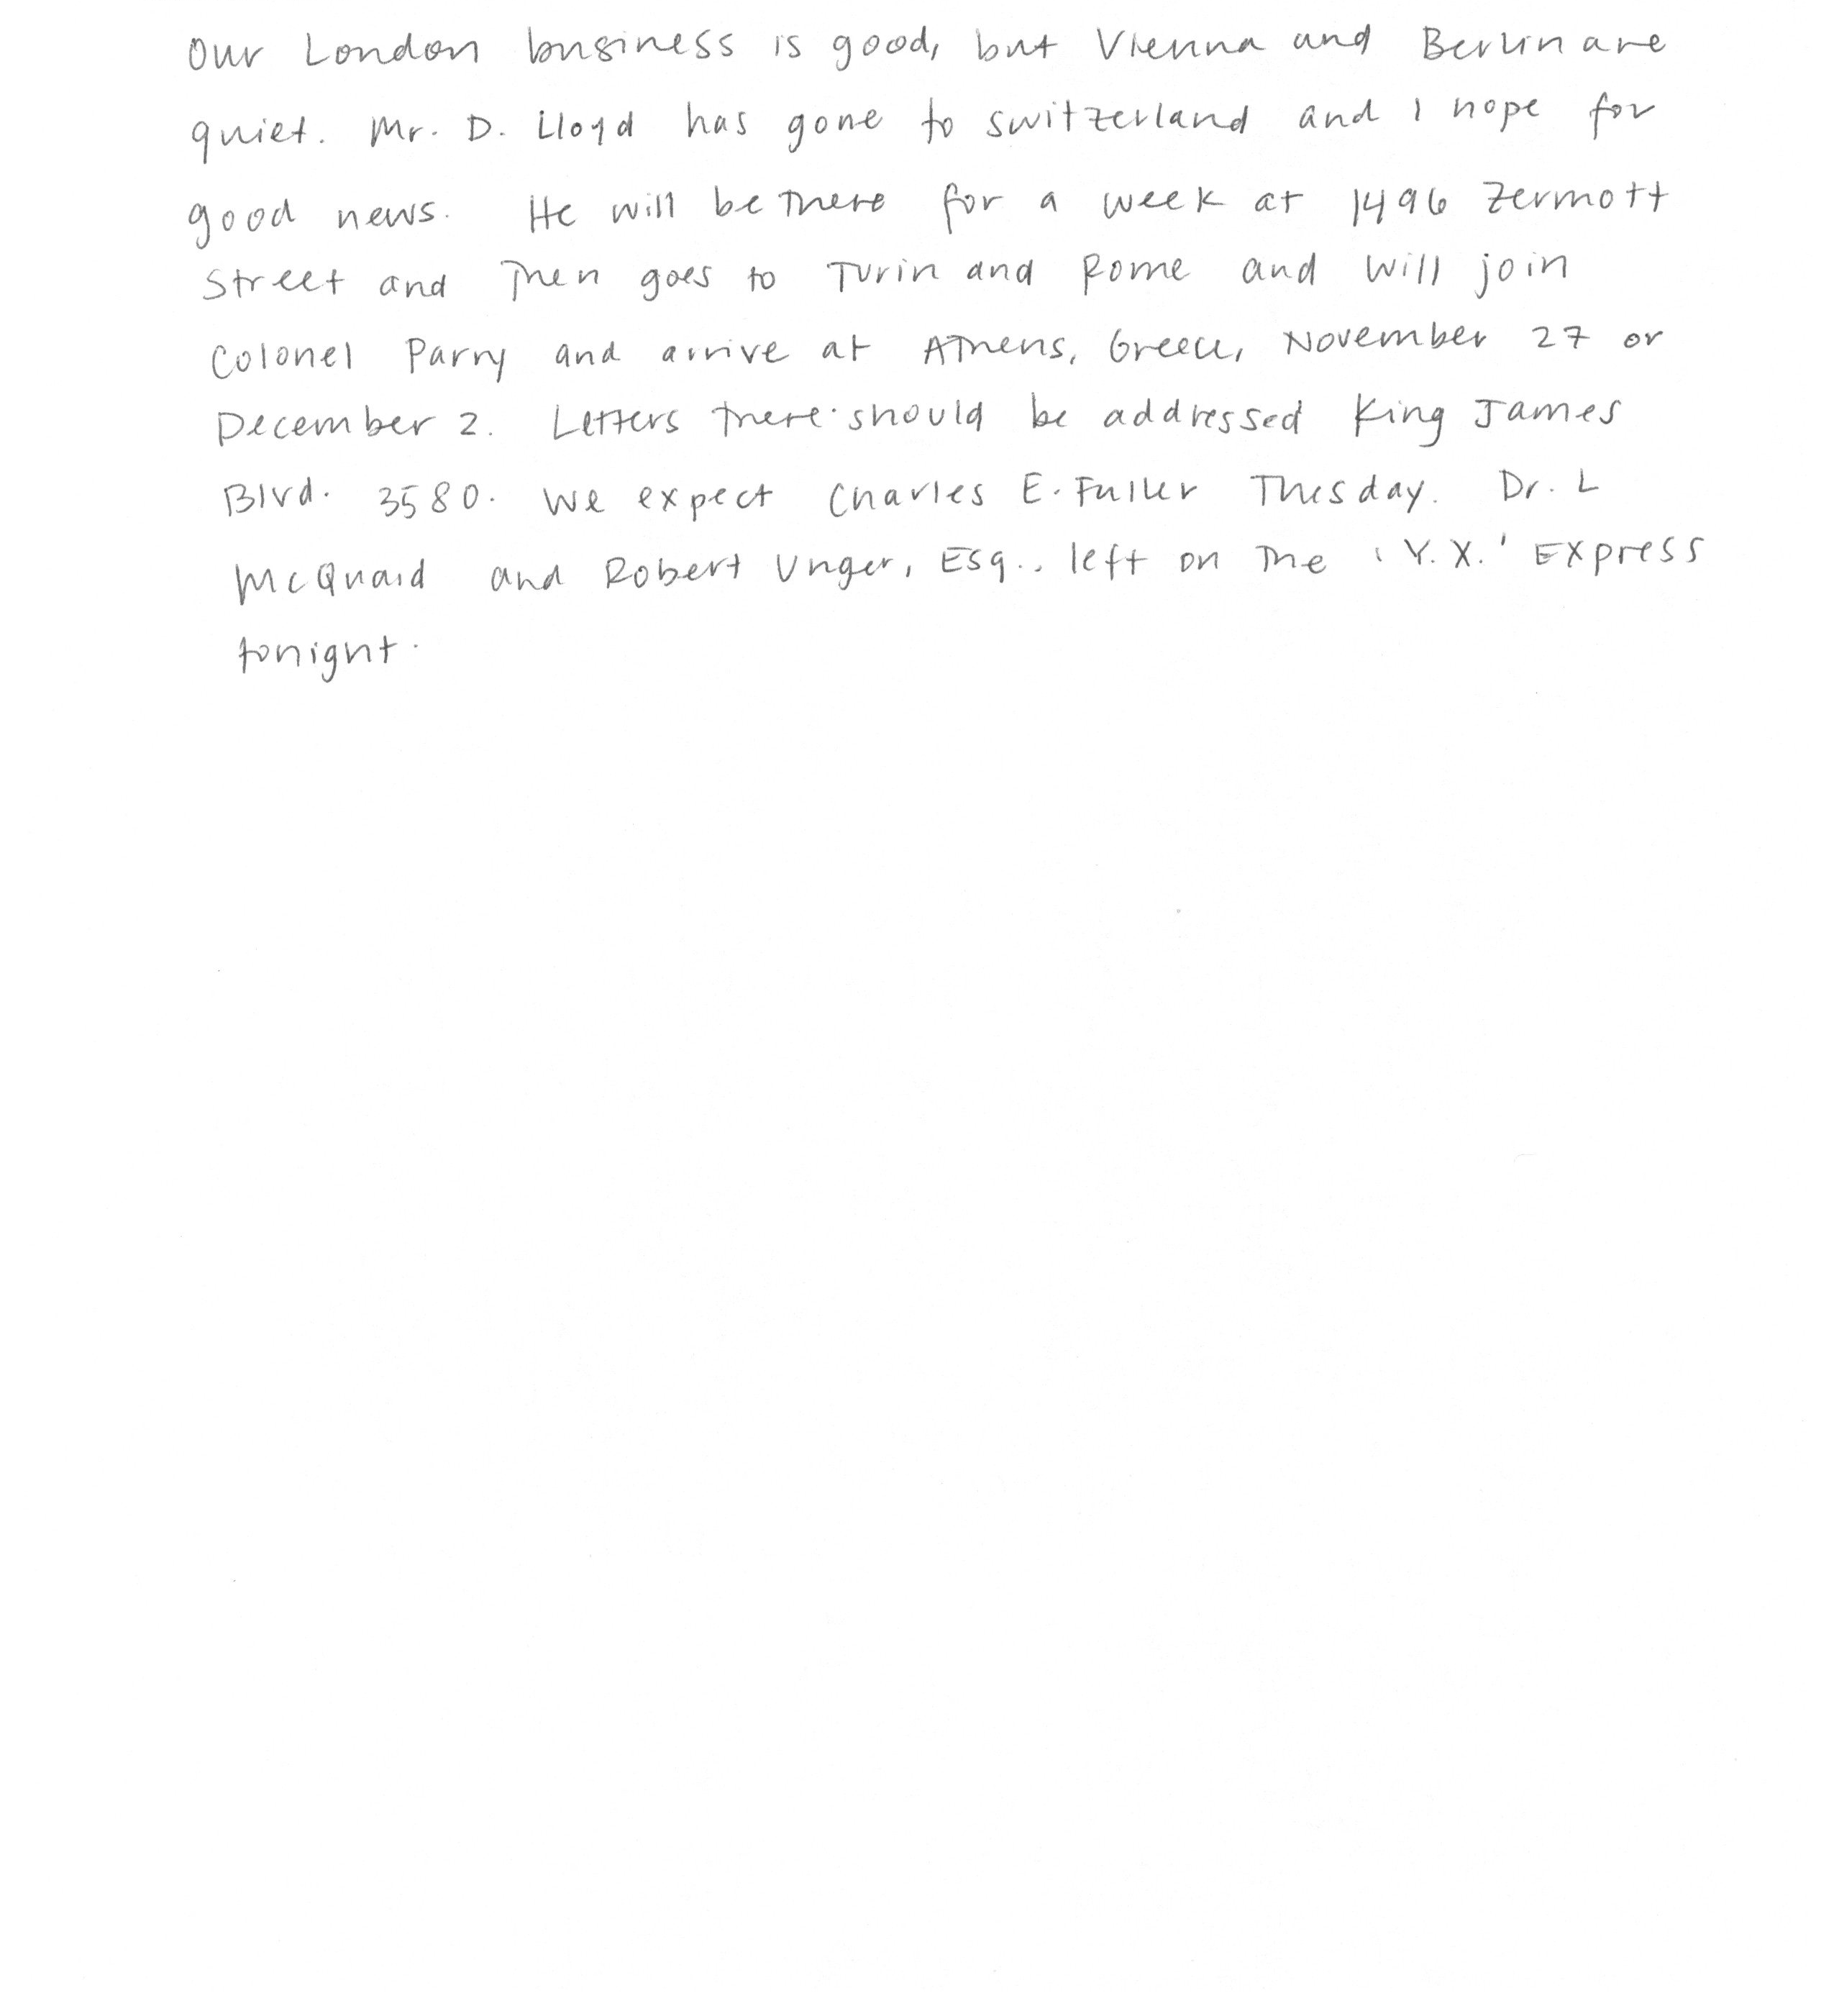 Our London business is good, but Vienna and Berlin are
quiet. Mr. D. Lloyd has gone to Switzerland and I hope for
good news. He will be there for a week at 1496 Zermott
Street and Then goes to Turin and Rome and will join
Colonel Parry and arrive at Athens, Greece, November 27 or
December 2. Letters there should be addressed King James
Blvd. 3580. We expect Charles E. Fuller Thesday. Dr. L
McQuaid and Robert Unger, Esq., left on The 'Y.X.' Express
tonight.